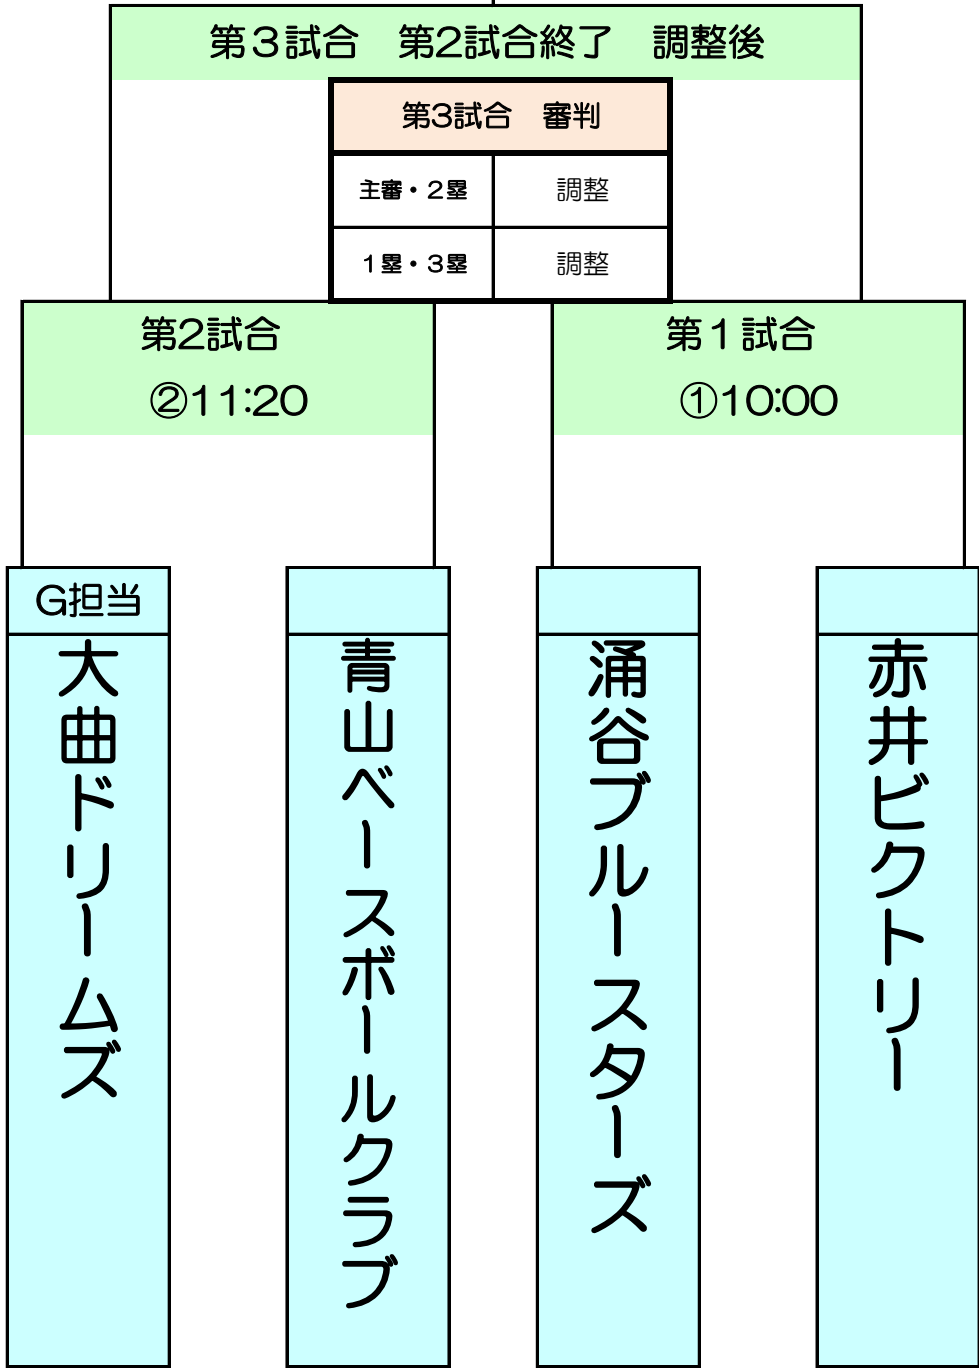 第３試合　第2試合終了　調整後
第3試合　審判
主審・２塁 調整
１塁・３塁 調整
第2試合
②11:20
第１試合
①10:00
G担当
大曲ドリームズ
青山ベースボールクラブ
涌谷ブルースターズ
赤井ビクトリー